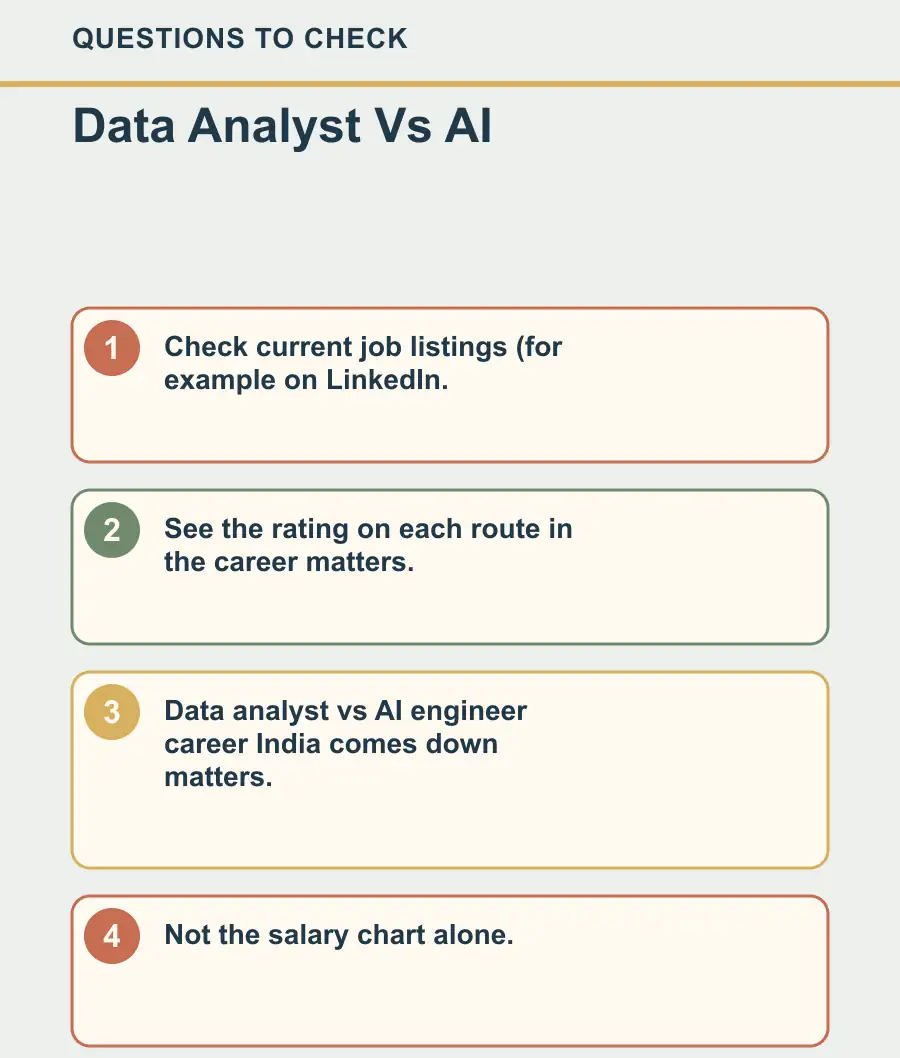 QUESTIONS TO CHECK
Data Analyst Vs AI
1
Check current job listings (for
example on LinkedIn.
2
See the rating on each route in
the career matters.
3
Data analyst vs AI engineer
career India comes down
matters.
4
Not the salary chart alone.